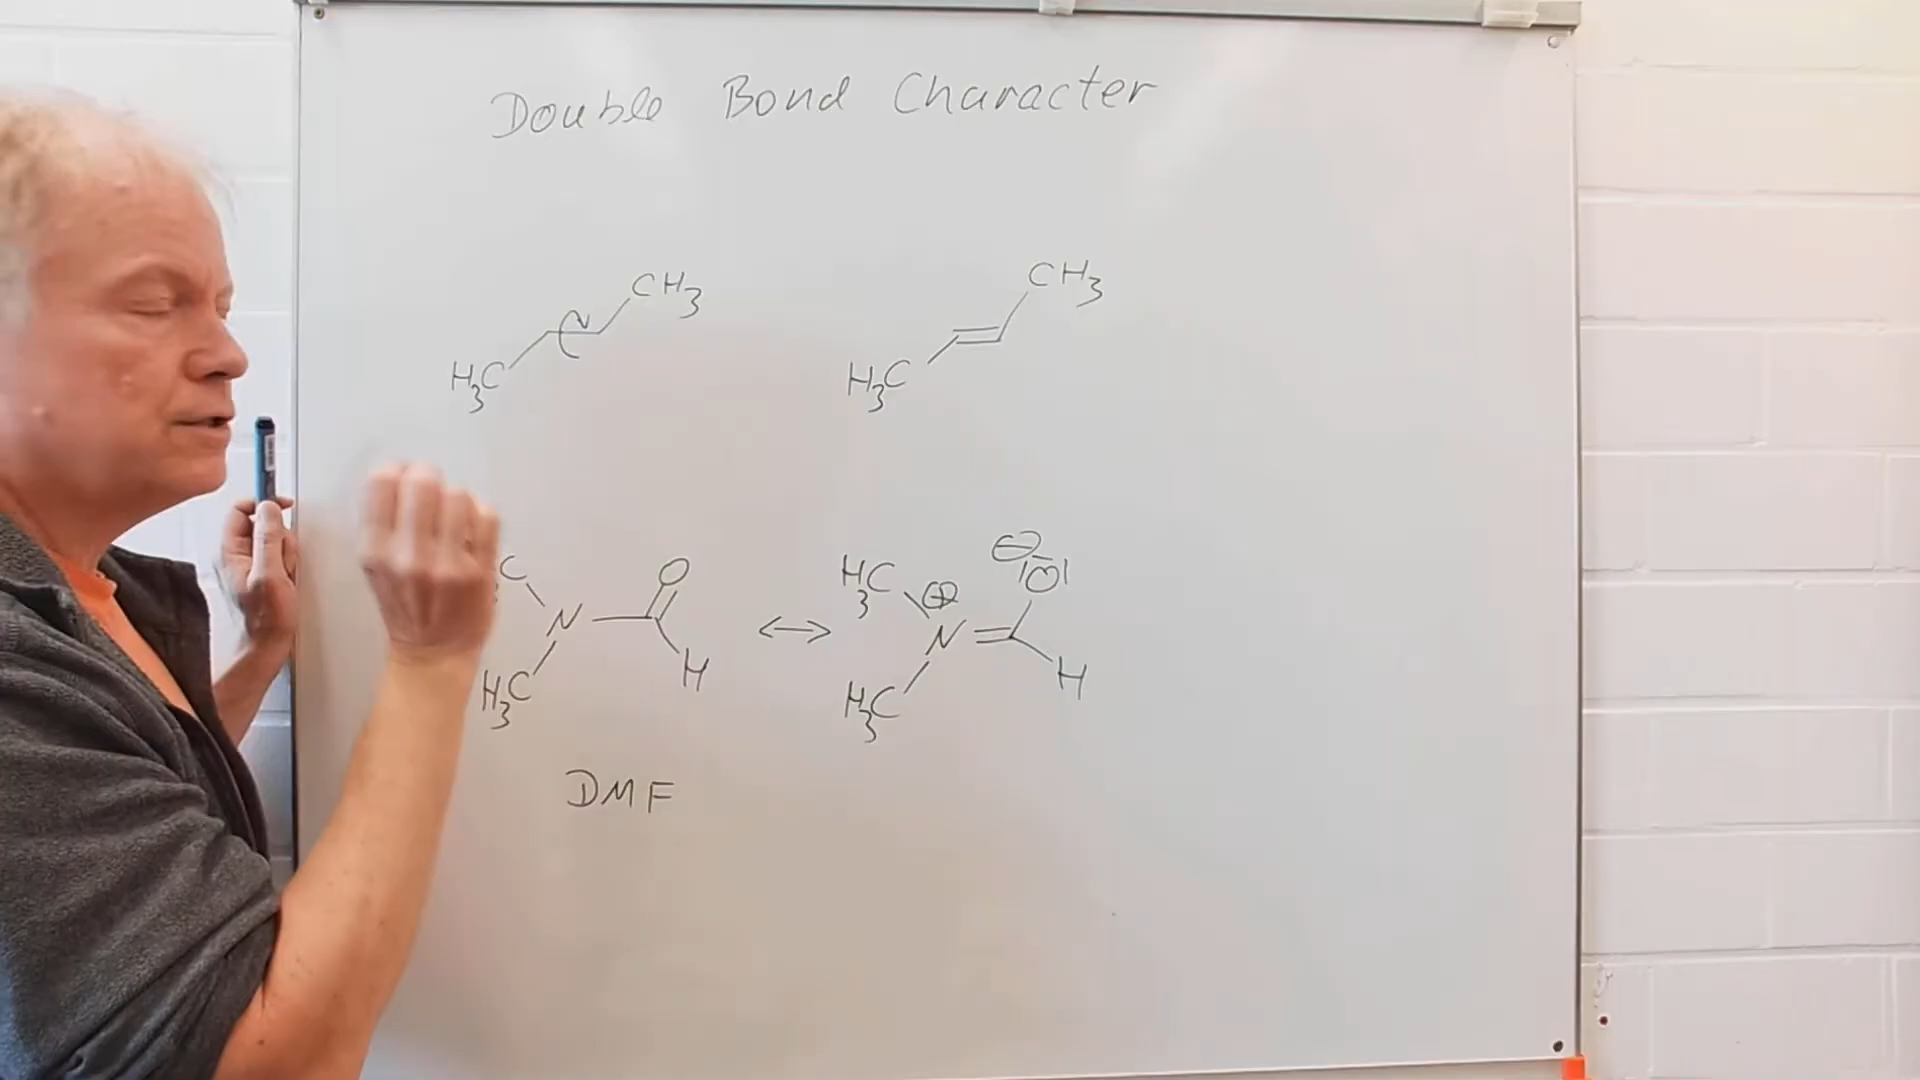 Double Bond Character
CH3
H3C
CH3
H3C
C
N
O
H
H3C
H3C
⊕
N
⊖
O
H
H3C
DMF